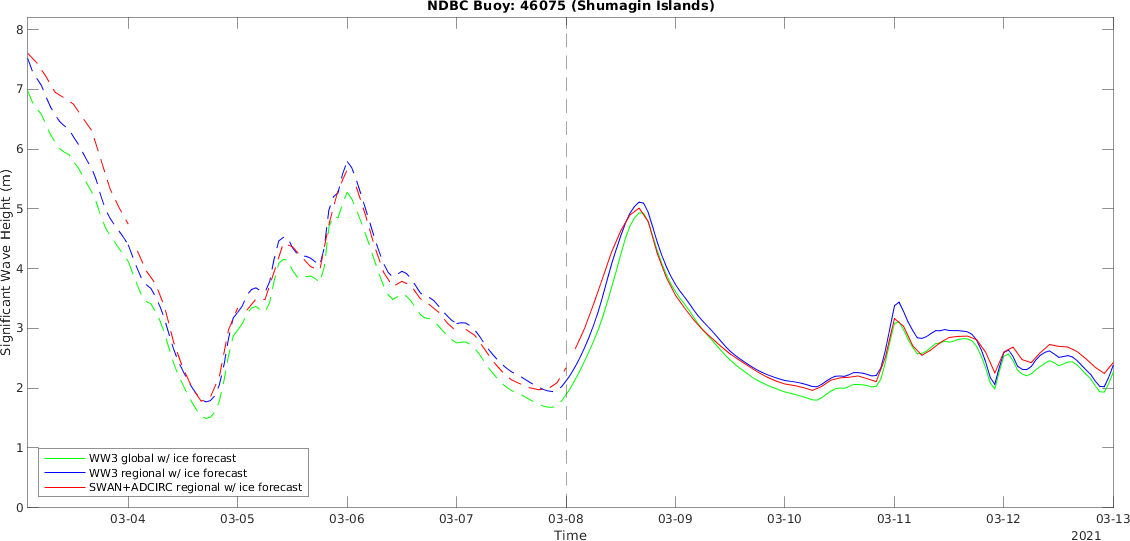 NDBC Buoy: 46075 (Shumagin Islands)
Significant Wave Height (m)
8
7
6
5
4
3
2
1
0
WW3 global w/ ice forecast
WW3 regional w/ ice forecast
SWAN+ADCIRC regional w/ ice forecast
03-04 03-05 03-06 03-07 03-08 03-09 03-10 03-11 03-12 03-13
Time
2021